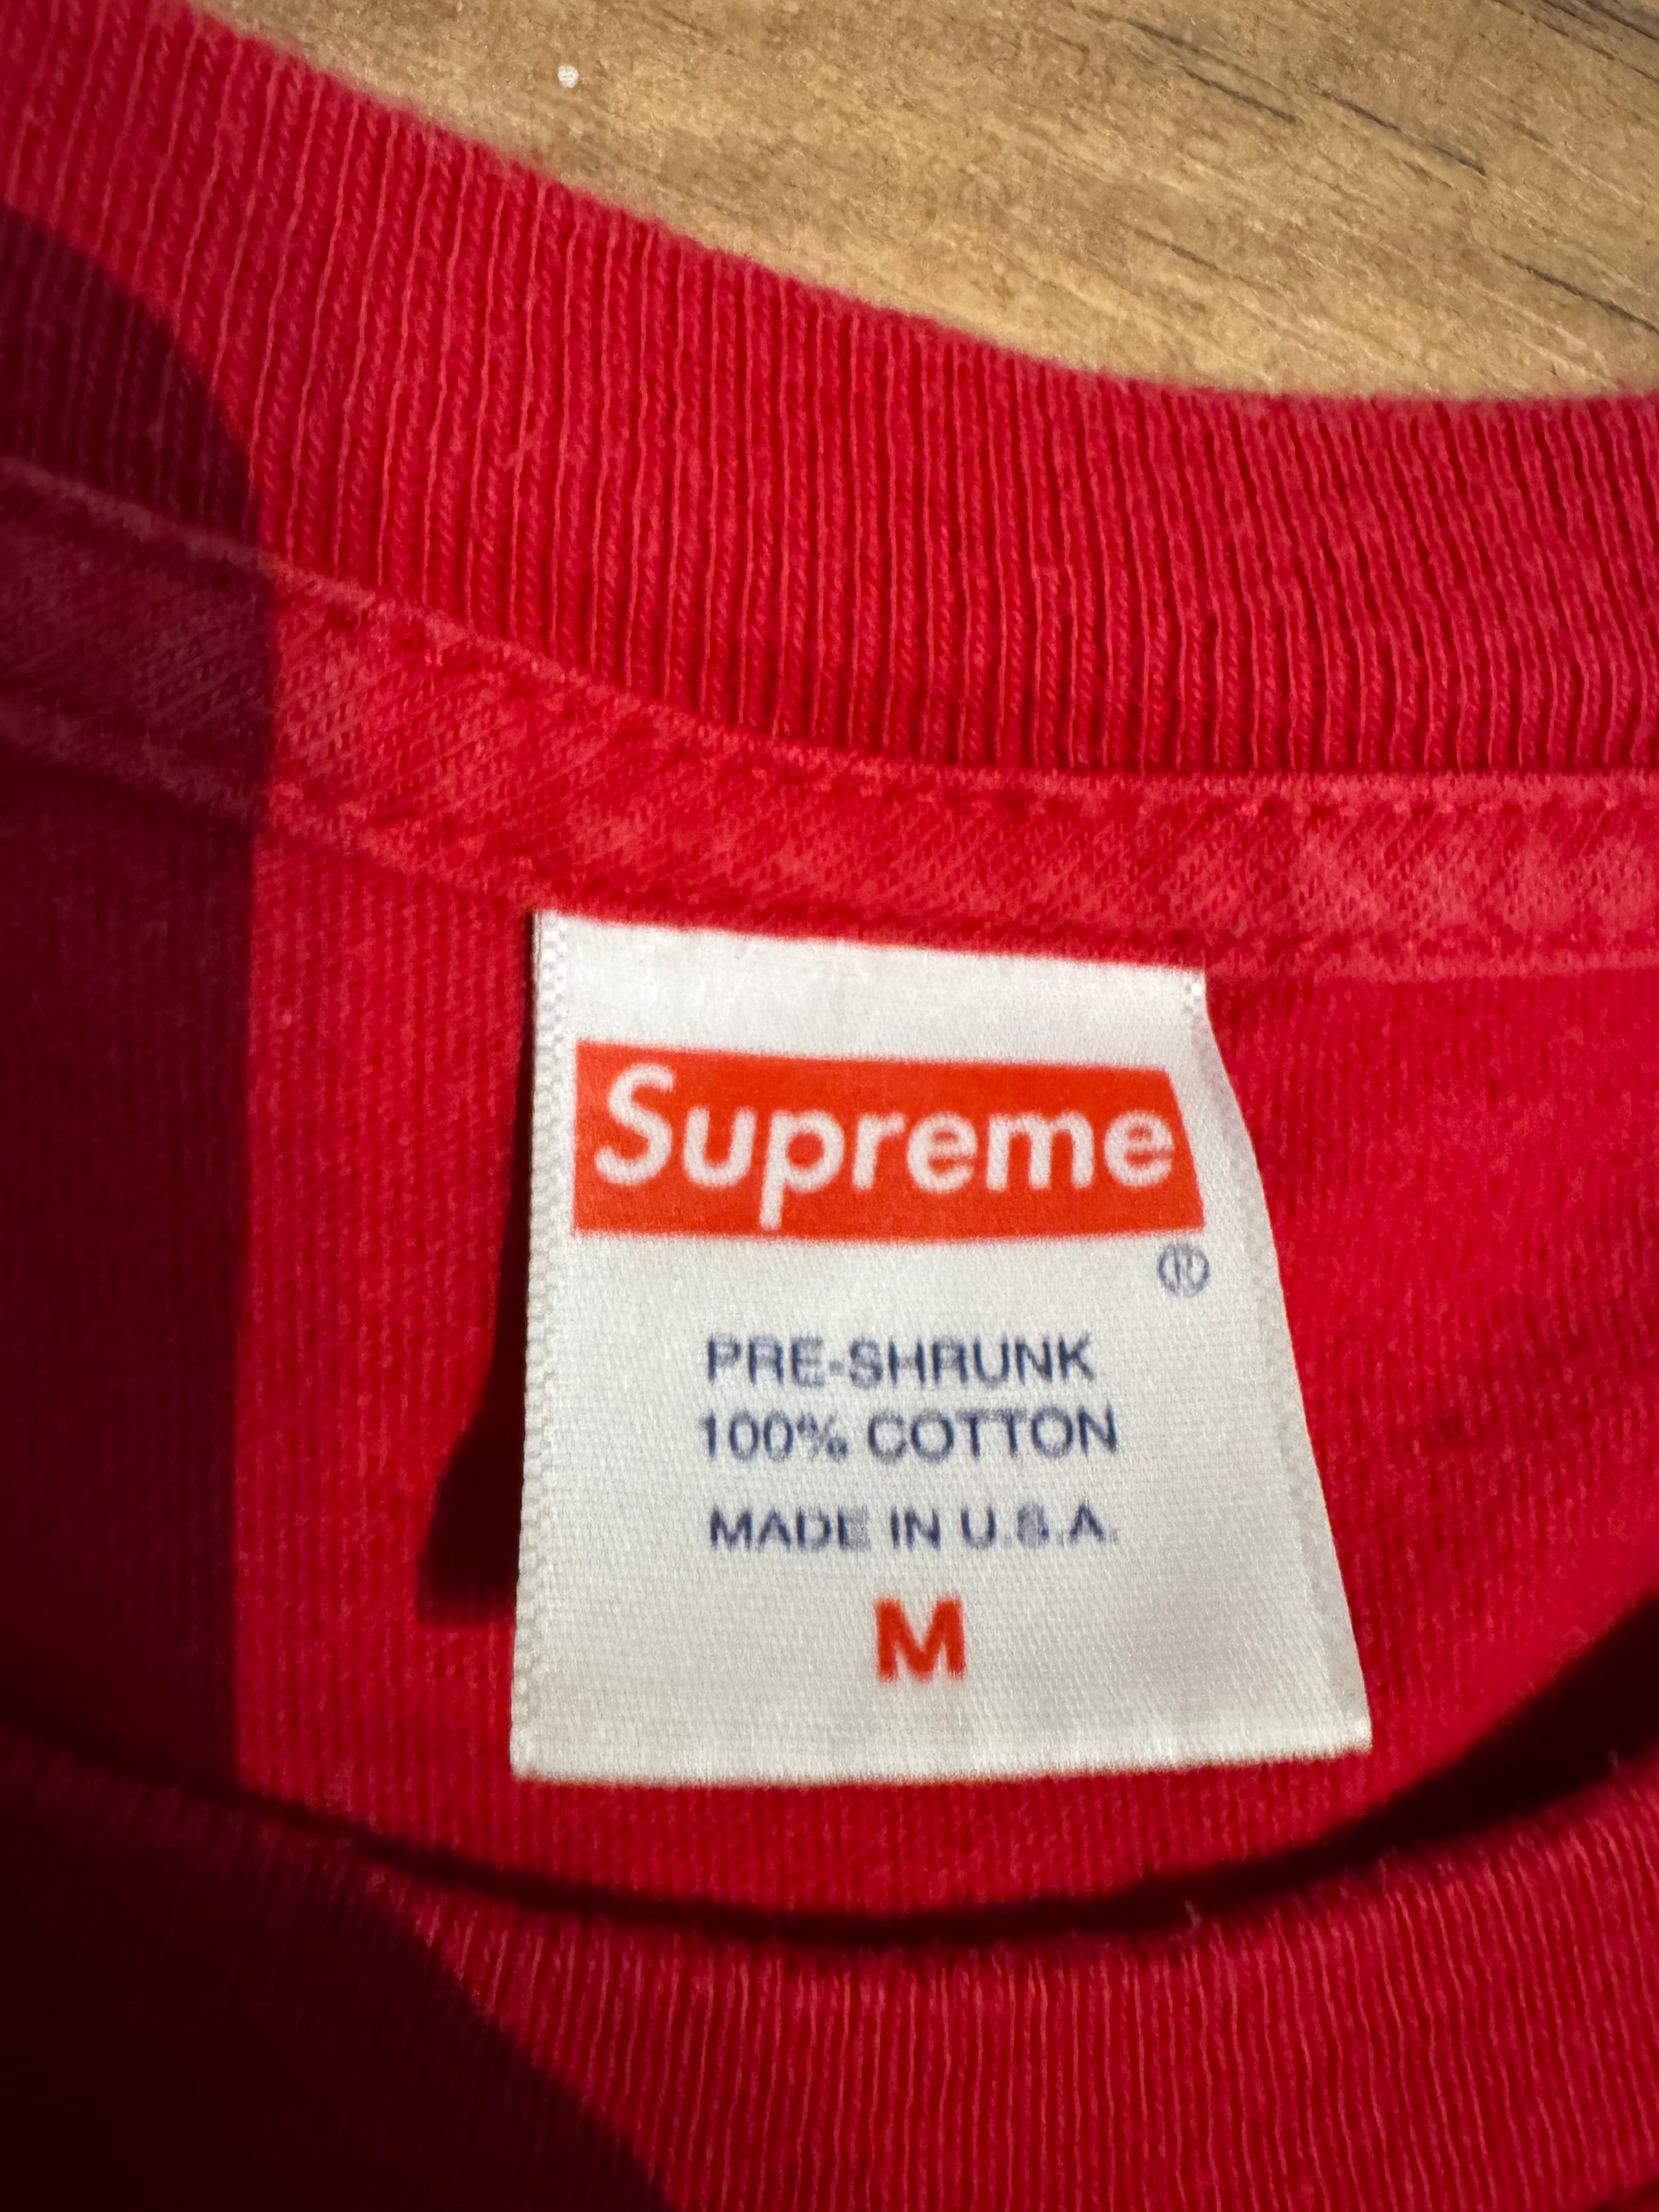 Supreme
®
PRE-SHRUNK
100% COTTON
MADE IN U.S.A.
M